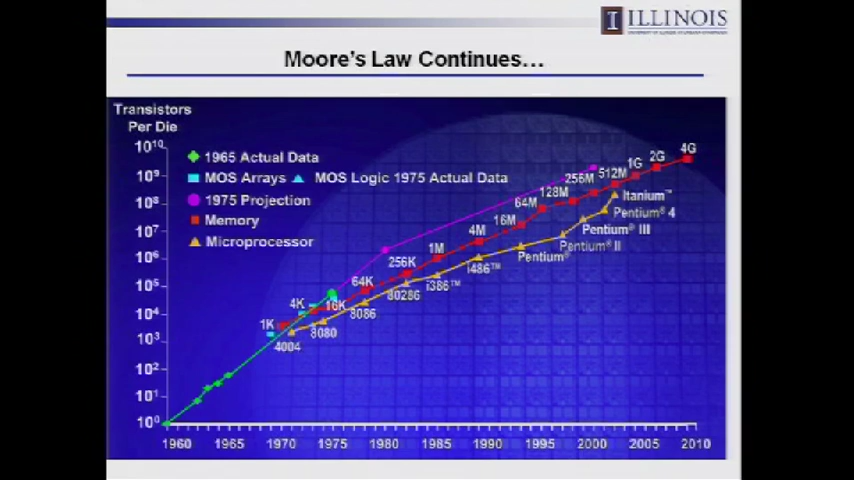 ILLINOIS
Moore's Law Continues…
Transistors
Per Die
10¹⁰
10⁹
10⁸
10⁷
10⁶
10⁵
10⁴
10³
10²
10¹
10⁰
1965 Actual Data
MOS Arrays
MOS Logic 1975 Actual Data
1975 Projection
Memory
Microprocessor
1K
4K
16K
64K
256K
1M
4M
16M
64M
128M
256M
512M
1G
2G
4G
4004
8080
8086
80286
i386™
i486™
Pentium®
Pentium® II
Pentium® III
Pentium® 4
Itanium™
1960
1965
1970
1975
1980
1985
1990
1995
2000
2005
2010